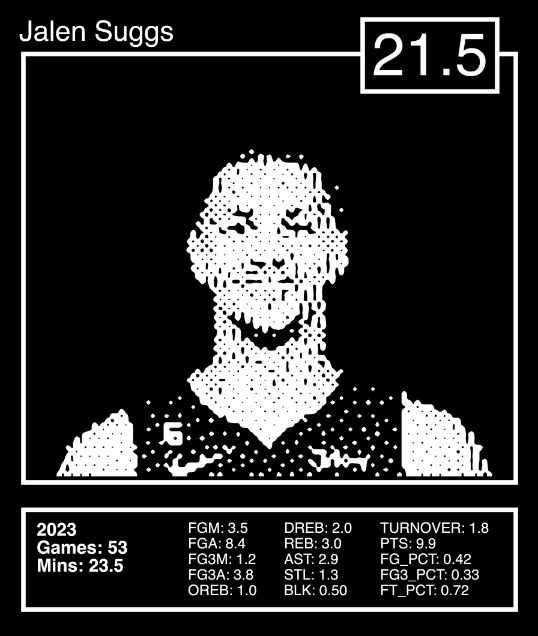 Jalen Suggs
21.5
6
2023
Games: 53
Mins: 23.5
FGM: 3.5
FGA: 8.4
FG3M: 1.2
FG3A: 3.8
OREB: 1.0
DREB: 2.0
REB: 3.0
AST: 2.9
STL: 1.3
BLK: 0.50
TURNOVER: 1.8
PTS: 9.9
FG_PCT: 0.42
FG3_PCT: 0.33
FT_PCT: 0.72